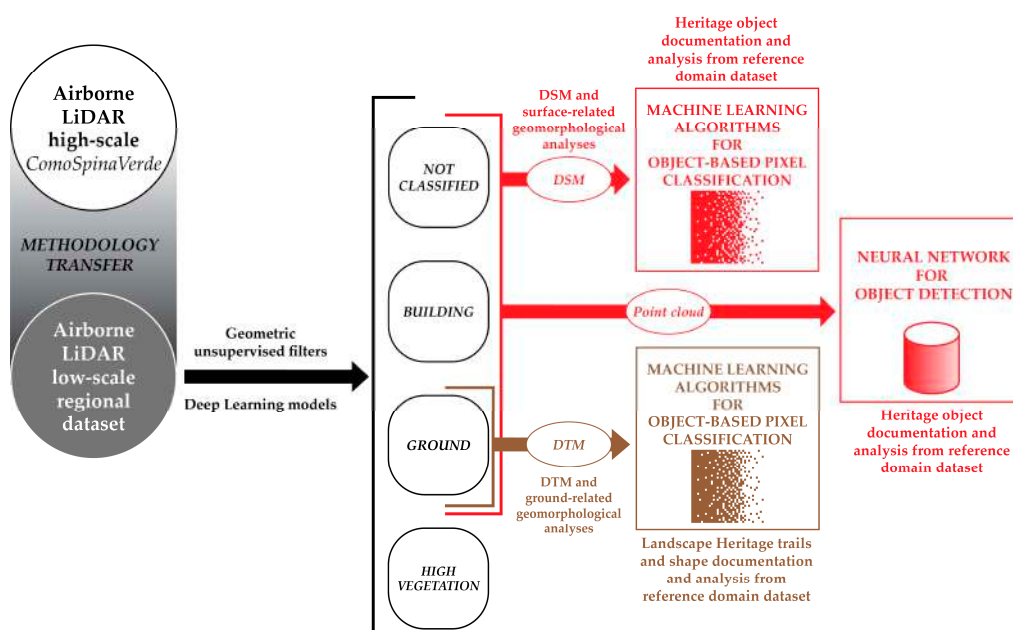 Airborne
LiDAR
high-scale
ComoSpinaVerde
METHODOLOGY
TRANSFER
Airborne
LiDAR
low-scale
regional
dataset
Geometric
unsupervised filters
Deep Learning models
NOT
CLASSIFIED
BUILDING
GROUND
HIGH
VEGETATION
DSM and
surface-related
geomorphological
analyses
DSM
Heritage object
documentation and
analysis from reference
domain dataset
MACHINE LEARNING
ALGORITHMS
FOR
OBJECT-BASED PIXEL
CLASSIFICATION
Point cloud
NEURAL NETWORK
FOR
OBJECT DETECTION
Heritage object
documentation and
analysis from reference
domain dataset
DTM
DTM and
ground-related
geomorphological
analyses
MACHINE LEARNING
ALGORITHMS
FOR
OBJECT-BASED PIXEL
CLASSIFICATION
Landscape Heritage trails
and shape documentation
and analysis from
reference domain dataset